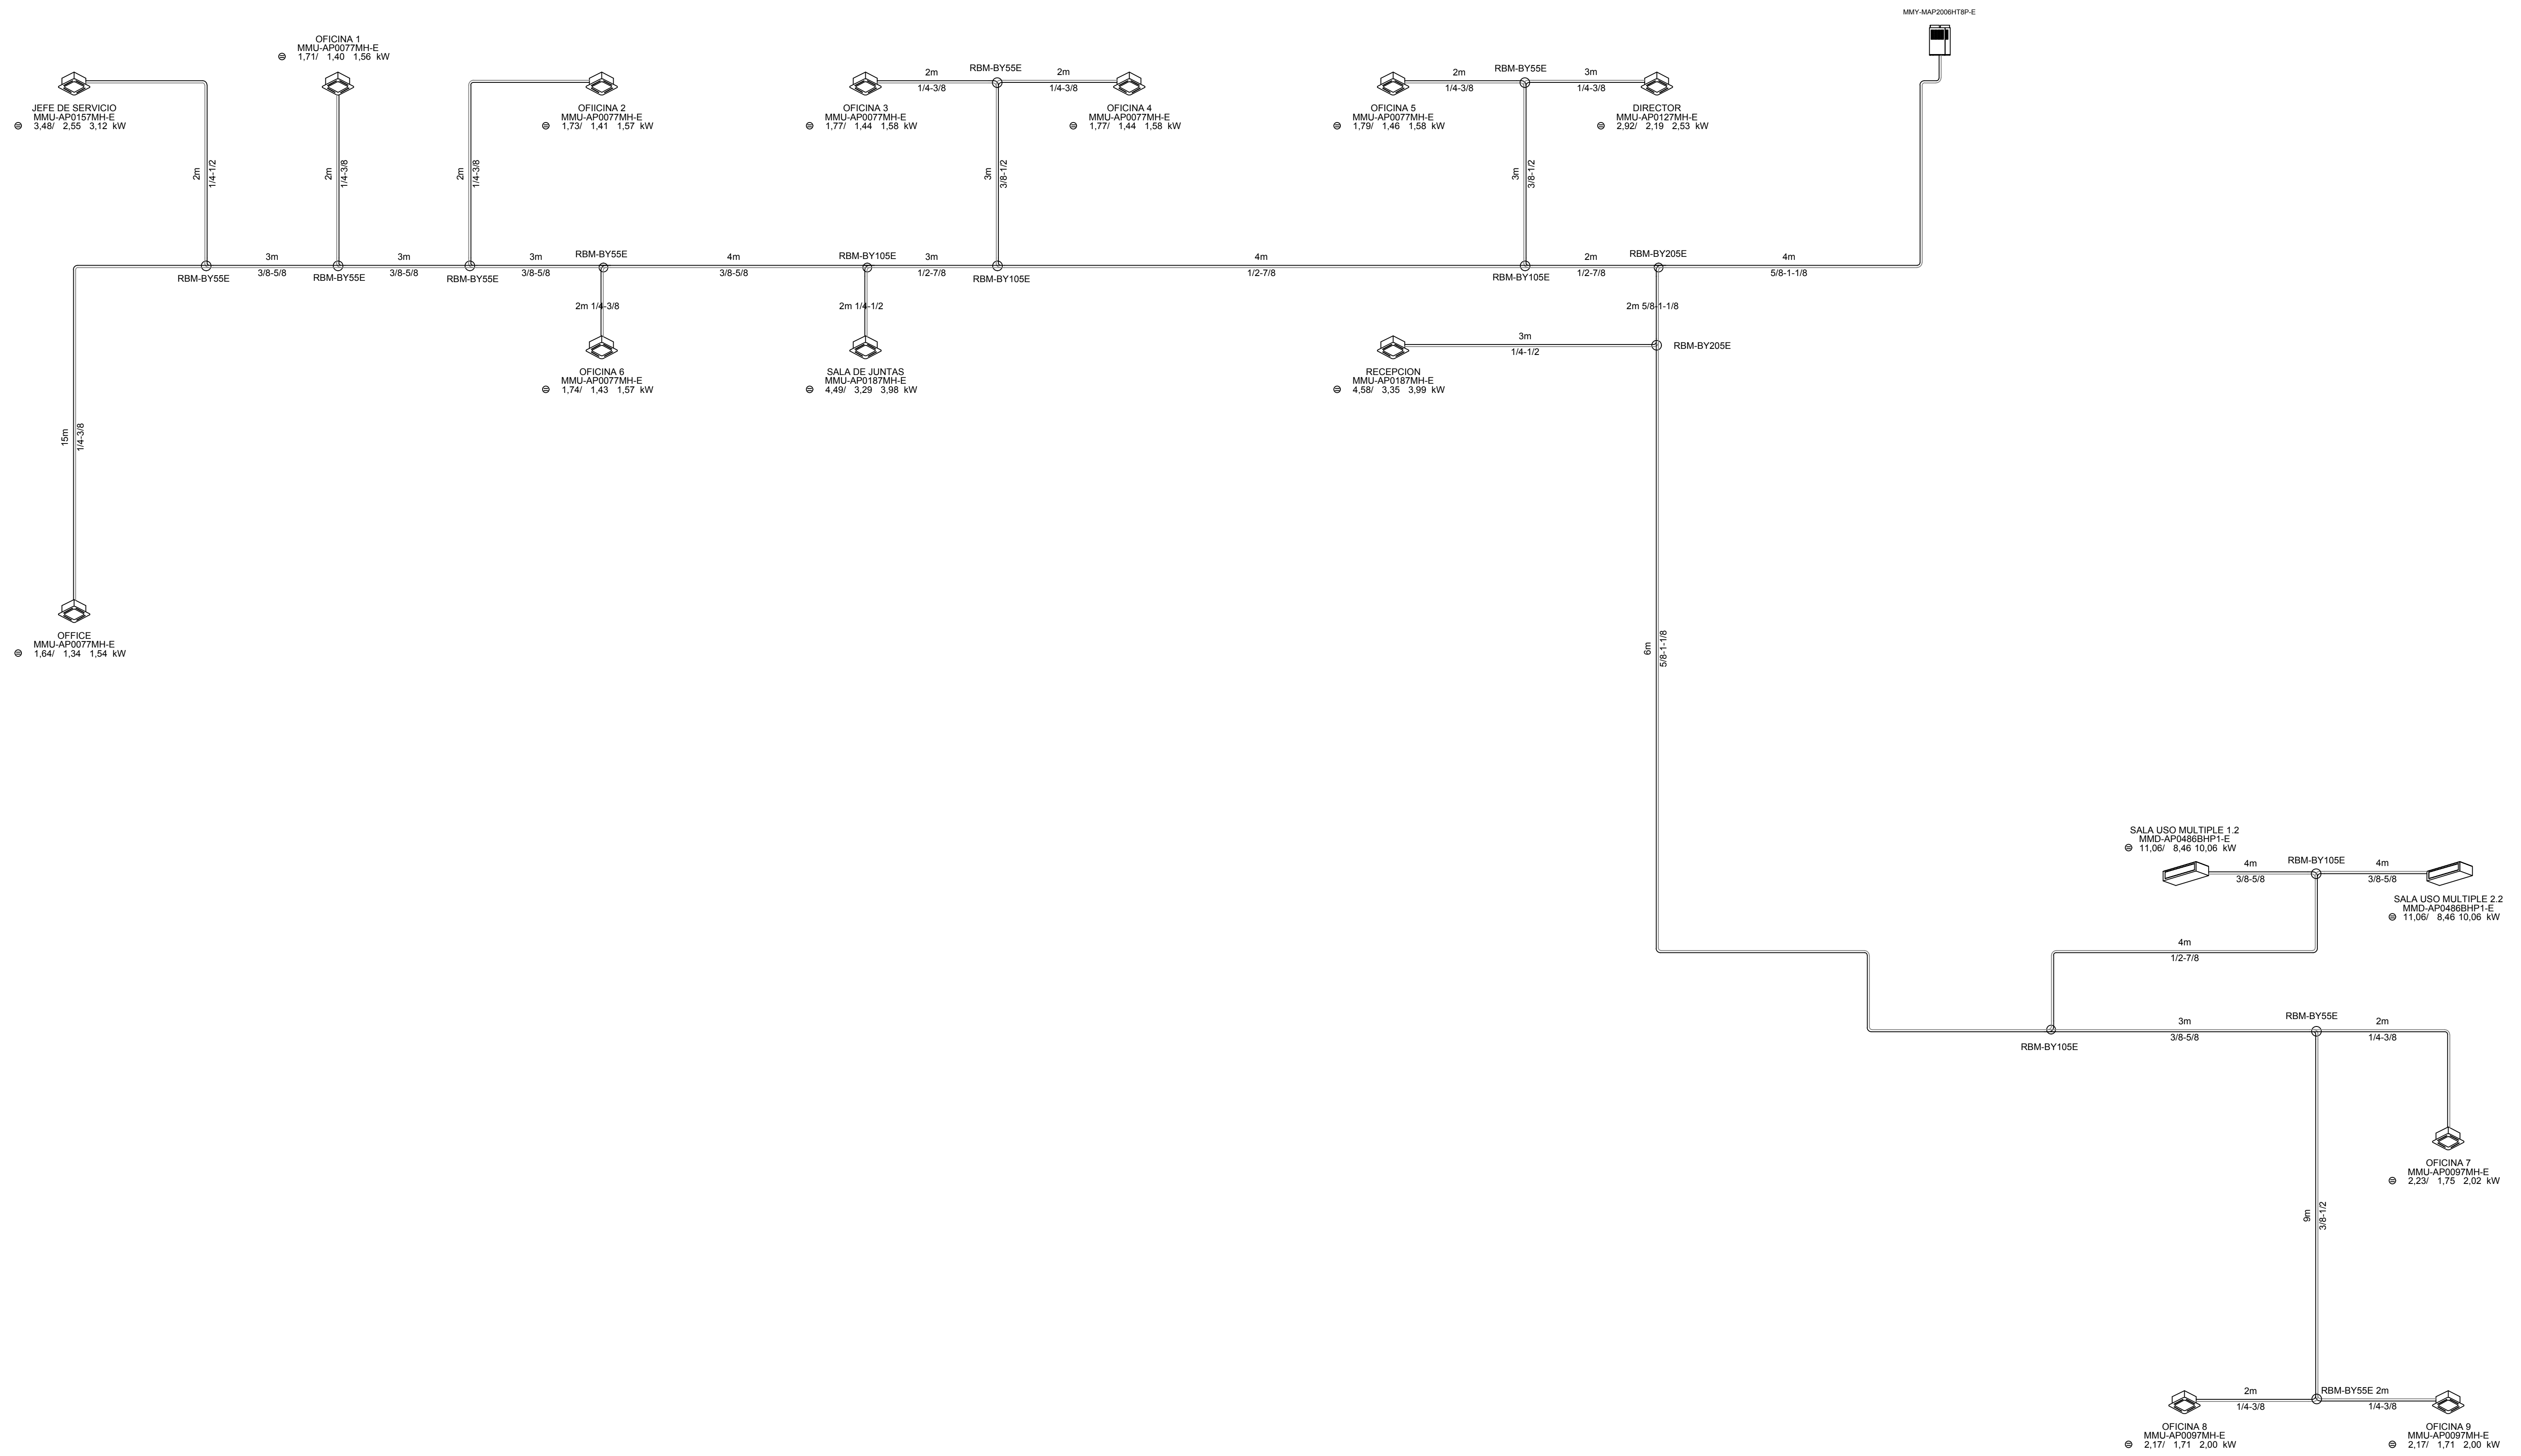 MMY-MAP2006HT8P-E
OFICINA 1
MMU-AP0077MH-E
1,71/ 1,40 1,56 kW
JEFE DE SERVICIO
MMU-AP0157MH-E
3,48/ 2,55 3,12 kW
OFIICINA 2
MMU-AP0077MH-E
1,73/ 1,41 1,57 kW
2m
1/4-3/8
RBM-BY55E
2m
1/4-3/8
OFICINA 3
MMU-AP0077MH-E
1,77/ 1,44 1,58 kW
OFICINA 4
MMU-AP0077MH-E
1,77/ 1,44 1,58 kW
2m
1/4-3/8
RBM-BY55E
3m
1/4-3/8
OFICINA 5
MMU-AP0077MH-E
1,79/ 1,46 1,58 kW
DIRECTOR
MMU-AP0127MH-E
2,92/ 2,19 2,53 kW
2m
1/4-1/2
2m
1/4-3/8
2m
1/4-3/8
3m
3/8-1/2
3m
3/8-1/2
RBM-BY55E
3m
3/8-5/8
RBM-BY55E
3m
3/8-5/8
RBM-BY55E
3m
3/8-5/8
RBM-BY55E
4m
3/8-5/8
RBM-BY105E
3m
1/2-7/8
RBM-BY105E
4m
1/2-7/8
RBM-BY105E
2m
1/2-7/8
RBM-BY205E
4m
5/8-1-1/8
2m 1/4-3/8
2m 1/4-1/2
2m 5/8-1-1/8
OFICINA 6
MMU-AP0077MH-E
1,74/ 1,43 1,57 kW
SALA DE JUNTAS
MMU-AP0187MH-E
4,49/ 3,29 3,98 kW
3m
1/4-1/2
RBM-BY205E
RECEPCION
MMU-AP0187MH-E
4,58/ 3,35 3,99 kW
15m
1/4-3/8
OFFICE
MMU-AP0077MH-E
1,64/ 1,34 1,54 kW
6m
5/8-1-1/8
SALA USO MULTIPLE 1.2
MMD-AP0486BHP1-E
11,06/ 8,46 10,06 kW
4m
3/8-5/8
RBM-BY105E
4m
3/8-5/8
SALA USO MULTIPLE 2.2
MMD-AP0486BHP1-E
11,06/ 8,46 10,06 kW
4m
1/2-7/8
RBM-BY105E
3m
3/8-5/8
RBM-BY55E
2m
1/4-3/8
OFICINA 7
MMU-AP0097MH-E
2,23/ 1,75 2,02 kW
9m
3/8-1/2
2m
1/4-3/8
RBM-BY55E 2m
1/4-3/8
OFICINA 8
MMU-AP0097MH-E
2,17/ 1,71 2,00 kW
OFICINA 9
MMU-AP0097MH-E
2,17/ 1,71 2,00 kW